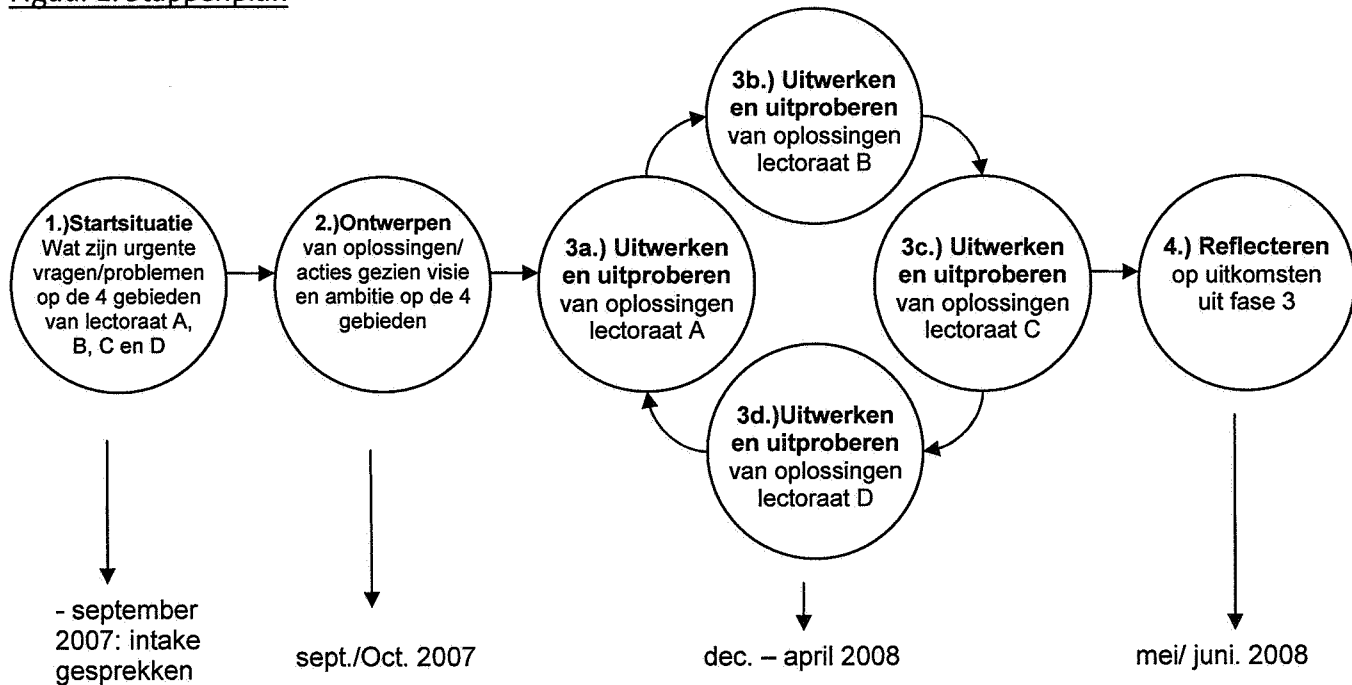 1.)Startsituatie
Wat zijn urgente
vragen/problemen
op de 4 gebieden
van lectoraat A,
B, C en D
2.)Ontwerpen
van oplossingen/
acties gezien visie
en ambitie op de 4
gebieden
3a.) Uitwerken
en uitproberen
van oplossingen
lectoraat A
3b.) Uitwerken
en uitproberen
van oplossingen
lectoraat B
3c.) Uitwerken
en uitproberen
van oplossingen
lectoraat C
3d.)Uitwerken
en uitproberen
van oplossingen
lectoraat D
4.) Reflecteren
op uitkomsten
uit fase 3
- september
2007: intake
gesprekken
sept./Oct. 2007
dec. – april 2008
mei/ juni. 2008